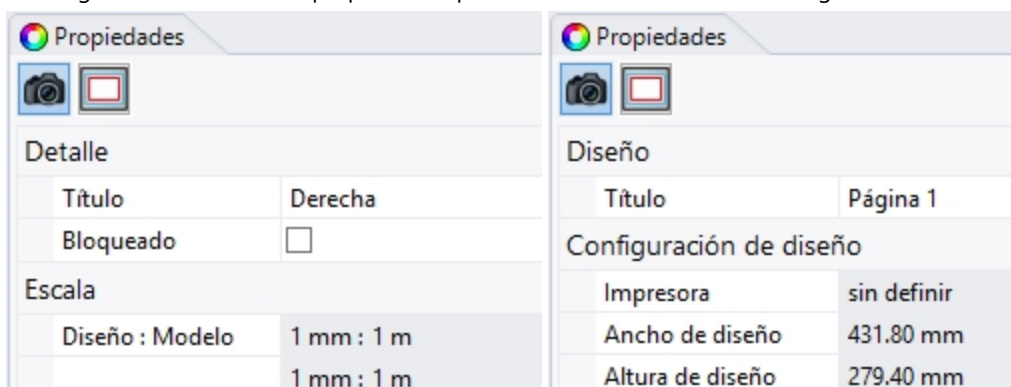 Propiedades
Detalle
Título Derecha
Bloqueado
Escala
Diseño : Modelo 1 mm : 1 m
1 mm : 1 m
Propiedades
Diseño
Título Página 1
Configuración de diseño
Impresora sin definir
Ancho de diseño 431.80 mm
Altura de diseño 279.40 mm